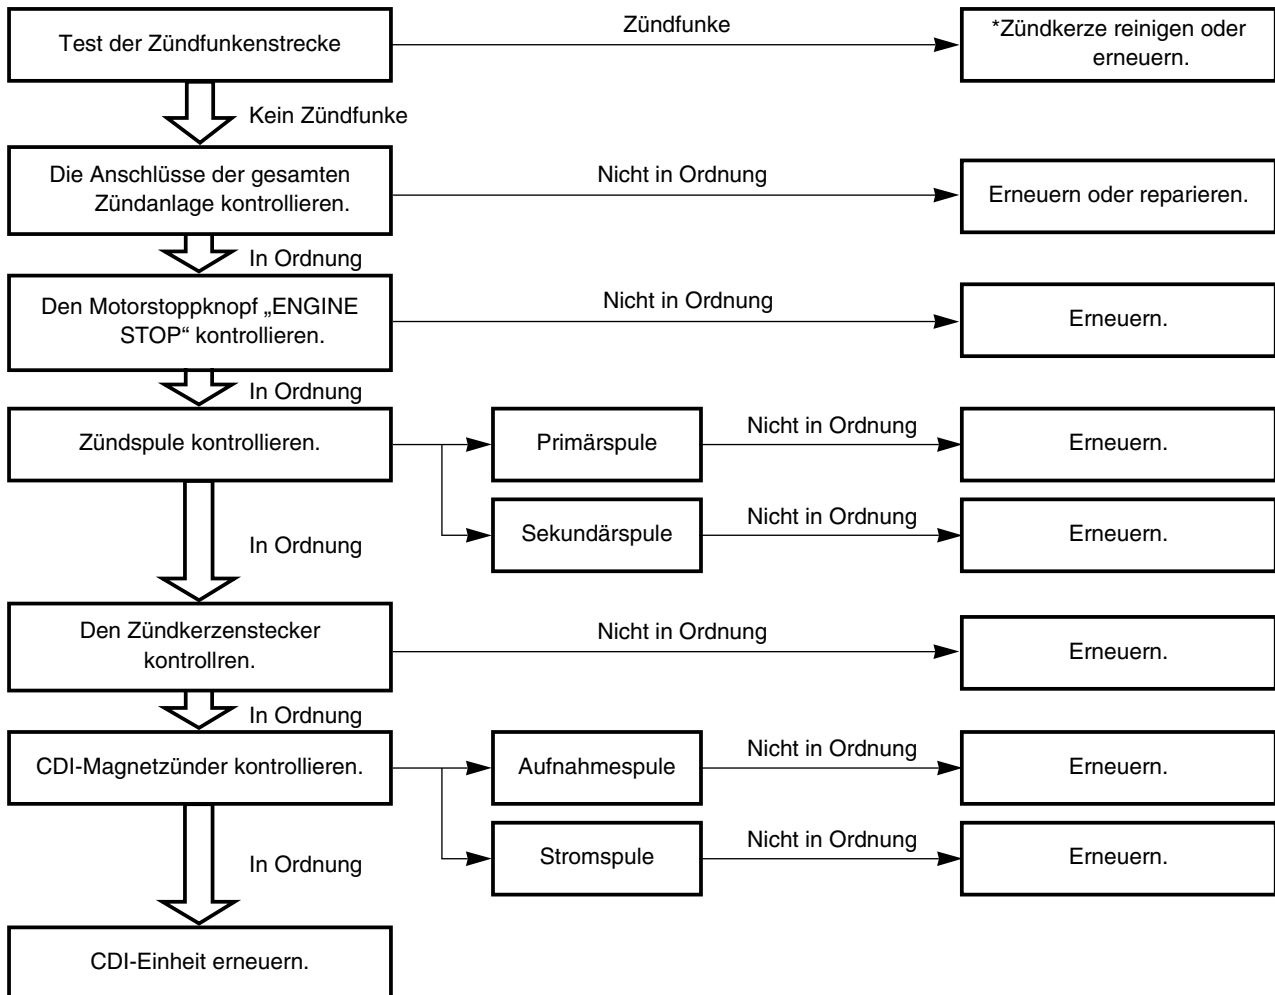 Test der Zündfunkenstrecke
Zündfunke
*Zündkerze reinigen oder
erneuern.
Kein Zündfunke
Die Anschlüsse der gesamten
Zündanlage kontrollieren.
Nicht in Ordnung
Erneuern oder reparieren.
In Ordnung
Den Motorstoppknopf „ENGINE
STOP“ kontrollieren.
Nicht in Ordnung
Erneuern.
In Ordnung
Zündspule kontrollieren.
Primärspule
Nicht in Ordnung
Erneuern.
Sekundärspule
Nicht in Ordnung
Erneuern.
In Ordnung
Den Zündkerzenstecker
kontrollren.
Nicht in Ordnung
Erneuern.
In Ordnung
CDI-Magnetzünder kontrollieren.
Aufnahmespule
Nicht in Ordnung
Erneuern.
Stromspule
Nicht in Ordnung
Erneuern.
In Ordnung
CDI-Einheit erneuern.